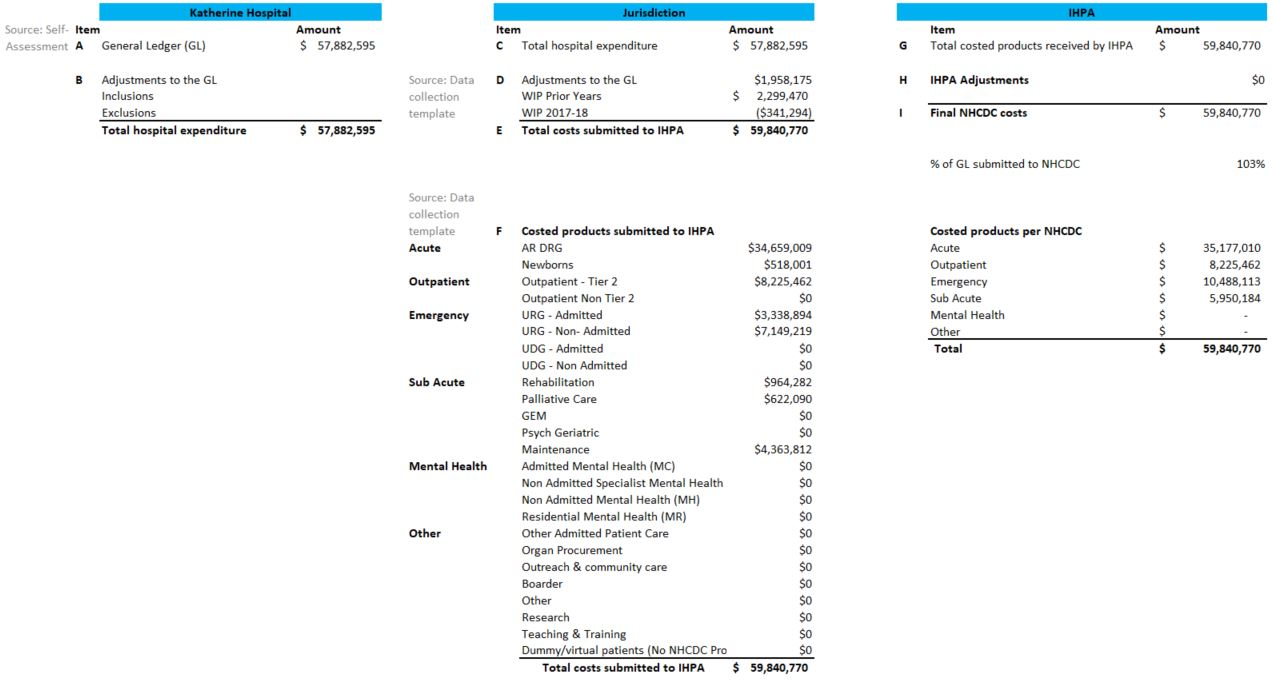 Katherine Hospital Jurisdiction IHPA
Source: Self- Item Amount Item Amount Item Amount
Assessment A General Ledger (GL) $ 57,882,595 C Total hospital expenditure $ 57,882,595 G Total costed products received by IHPA $ 59,840,770
B Adjustments to the GL Source: Data D Adjustments to the GL $1,958,175 H IHPA Adjustments $0
Inclusions collection WIP Prior Years $ 2,299,470
Exclusions template WIP 2017-18 ($341,294) I Final NHCDC costs $ 59,840,770
Total hospital expenditure $ 57,882,595 E Total costs submitted to IHPA $ 59,840,770
% of GL submitted to NHCDC 103%
Source: Data
collection
template F Costed products submitted to IHPA Costed products per NHCDC
Acute AR DRG $34,659,009 Acute $ 35,177,010
Newborns $518,001 Outpatient $ 8,225,462
Outpatient Outpatient - Tier 2 $8,225,462 Emergency $ 10,488,113
Outpatient Non Tier 2 $0 Sub Acute $ 5,950,184
Emergency URG - Admitted $3,338,894 Mental Health $ -
URG - Non- Admitted $7,149,219 Other $ -
UDG - Admitted $0 Total $ 59,840,770
UDG - Non Admitted $0
Sub Acute Rehabilitation $964,282
Palliative Care $622,090
GEM $0
Psych Geriatric $0
Maintenance $4,363,812
Mental Health Admitted Mental Health (MC) $0
Non Admitted Specialist Mental Health $0
Non Admitted Mental Health (MH) $0
Residential Mental Health (MR) $0
Other Other Admitted Patient Care $0
Organ Procurement $0
Outreach & community care $0
Boarder $0
Other $0
Research $0
Teaching & Training $0
Dummy/virtual patients (No NHCDC Pro $0
Total costs submitted to IHPA $ 59,840,770